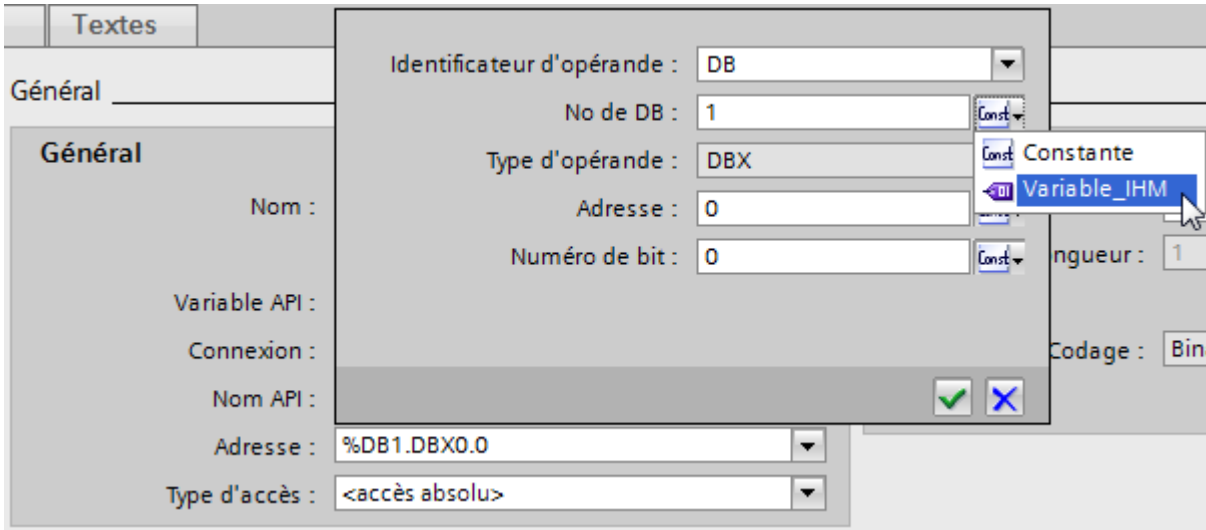 Textes
Général
Général
Nom :
Variable API :
Connexion :
Nom API :
Adresse : %DB1.DBX0.0
Type d'accès : <accès absolu>
Identificateur d'opérande : DB
No de DB : 1 Const
Type d'opérande : DBX
Adresse : 0
Numéro de bit : 0 Const
Const Constante
Variable_IHM
ngueur : 1
Codage : Bin